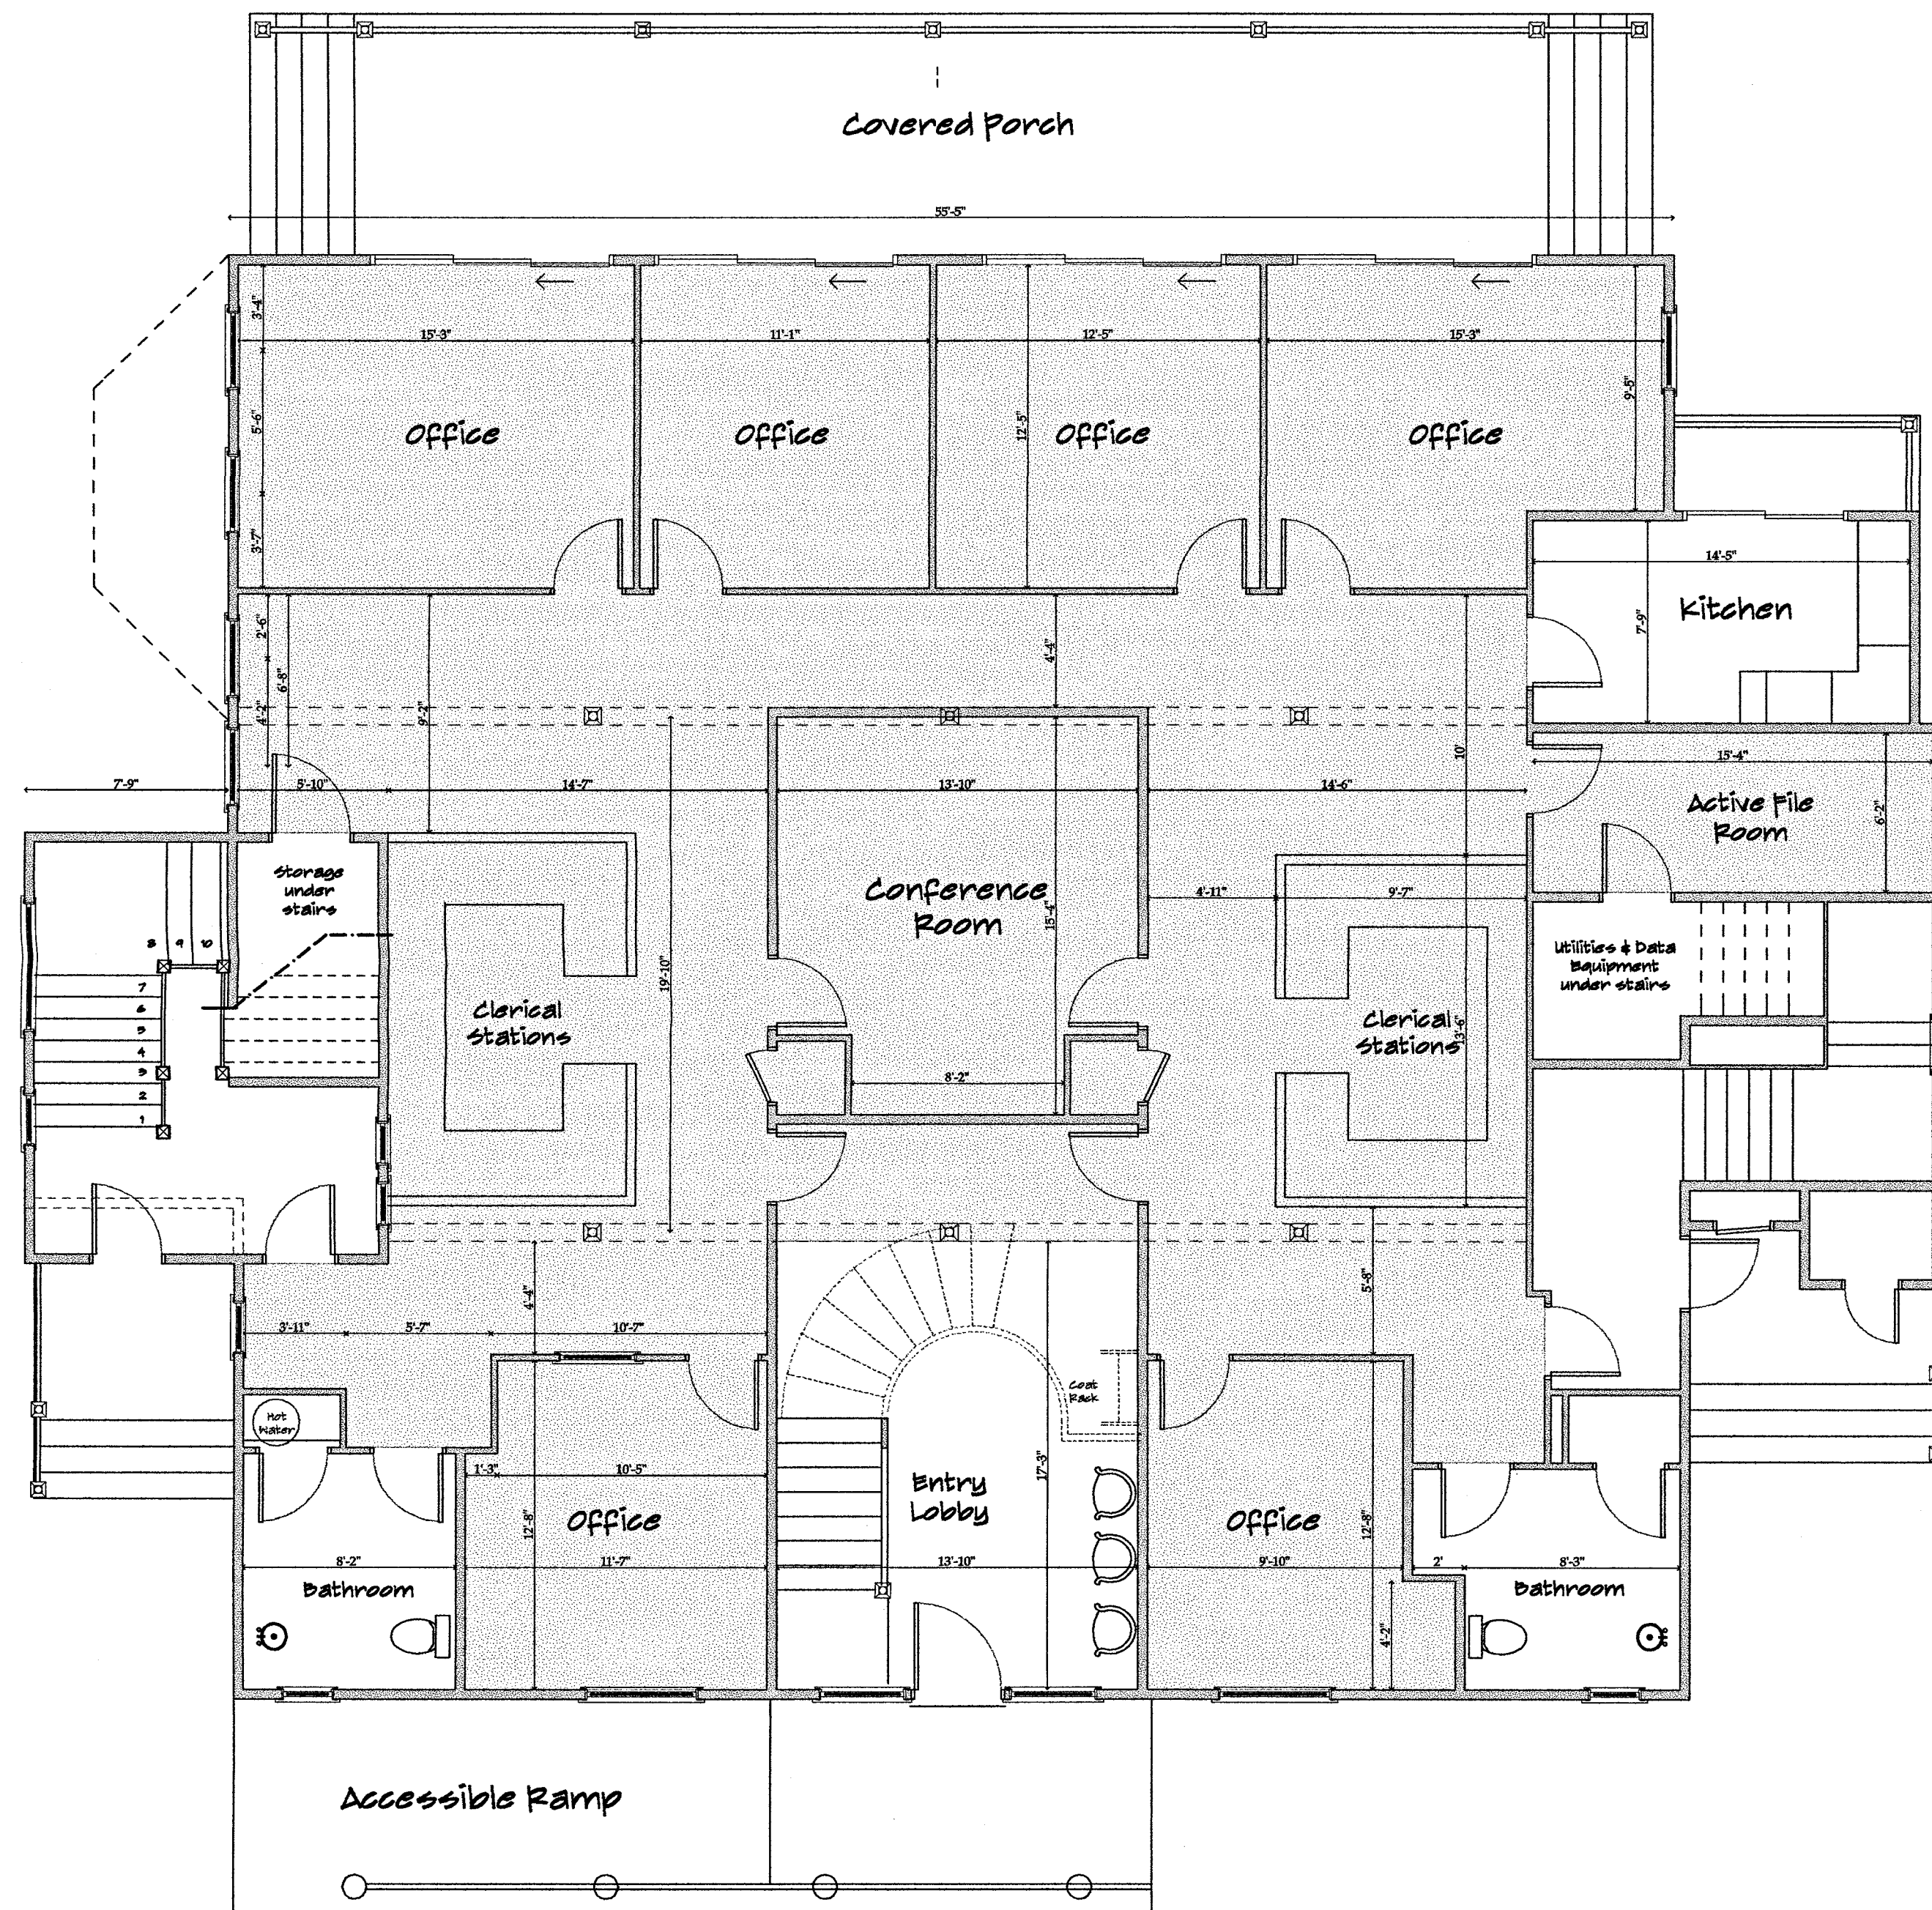 Covered Porch
55'-5"
3'-4"
15'-3"
11'-1"
12'-5"
15'-3"
9'-5"
5'-6"
Office
Office
12'-5"
Office
Office
3'-7"
14'-5"
Kitchen
7'-9"
2'-6"
6'-8"
4'-2"
9'-2"
4'-4"
10'
7'-9"
5'-10"
14'-7"
13'-10"
14'-6"
15'-4"
Active File
Room
6'-2"
Storage
under
stairs
Conference
Room
15'-4"
4'-11"
9'-7"
8 9 10
Utilities & Data
Equipment
under stairs
19'-10"
7
6
5
4
3
2
1
Clerical
Stations
Clerical
Stations
13'-6"
8'-2"
4'-4"
5'-8"
3'-11"
5'-7"
10'-7"
Coat
Rack
Hot
Water
1'-3"
10'-5"
17'-3"
Entry
Lobby
12'-8"
Office
Office
12'-8"
8'-2"
11'-7"
13'-10"
9'-10"
2'
8'-3"
Bathroom
Bathroom
4'-2"
Accessible Ramp